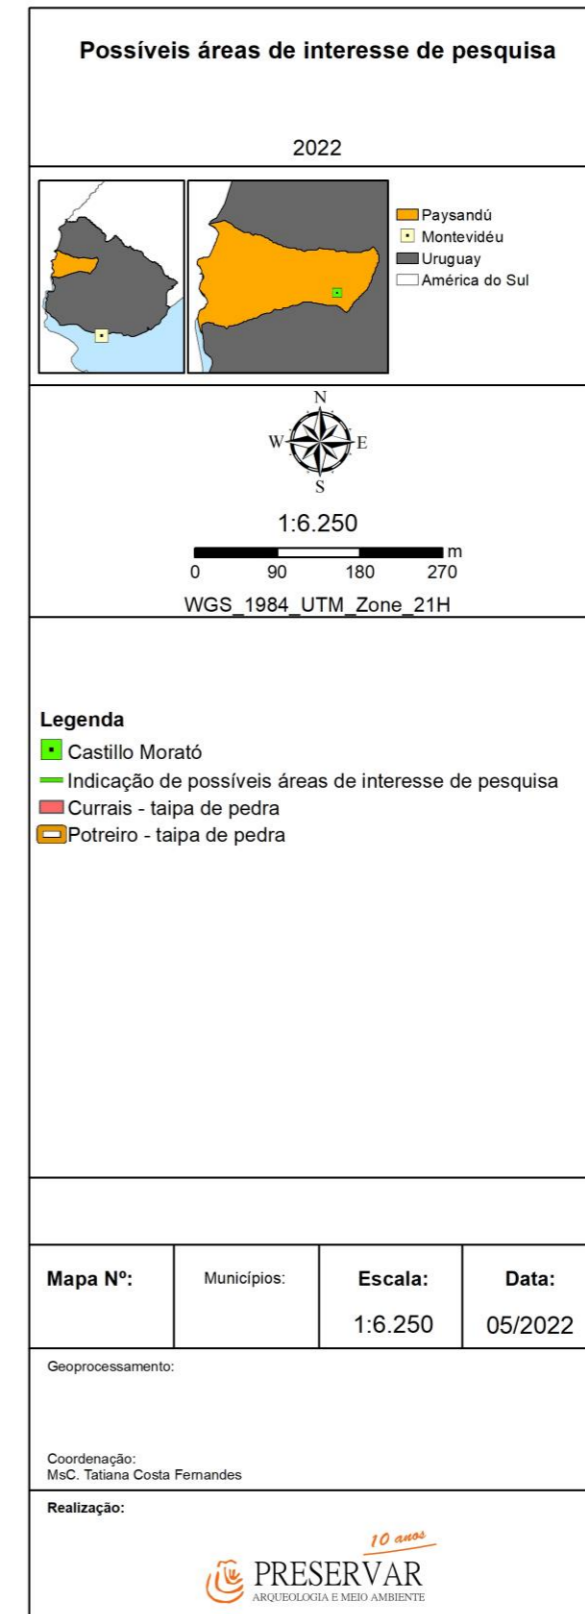 Possíveis áreas de interesse de pesquisa
2022
Paysandú
Montevidéu
Uruguay
América do Sul
N
W E
S
1:6.250
m
0 90 180 270
WGS_1984_UTM_Zone_21H
Legenda
Castillo Morató
Indicação de possíveis áreas de interesse de pesquisa
Currais - taipa de pedra
Potreiro - taipa de pedra
Mapa Nº: Municípios: Escala: Data:
1:6.250 05/2022
Geoprocessamento:
Coordenação:
MsC. Tatiana Costa Fernandes
Realização:
10 anos
PRESERVAR
ARQUEOLOGIA E MEIO AMBIENTE